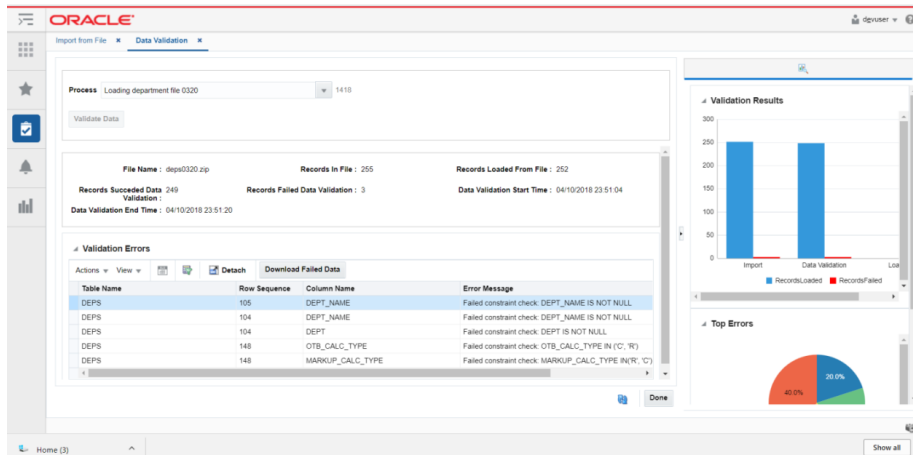 ORACLE
devuser
Import from File
Data Validation
Process Loading department file 0320 1418
Validate Data
File Name : deps0320.zip Records In File : 255 Records Loaded From File : 252
Records Succeded Data Validation : 249 Records Failed Data Validation : 3 Data Validation Start Time : 04/10/2018 23:51:04
Data Validation End Time : 04/10/2018 23:51:20
Validation Errors
Actions View Detach Download Failed Data
Table Name Row Sequence Column Name Error Message
DEPS 105 DEPT_NAME Failed constraint check: DEPT_NAME IS NOT NULL
DEPS 104 DEPT_NAME Failed constraint check: DEPT_NAME IS NOT NULL
DEPS 104 DEPT Failed constraint check: DEPT IS NOT NULL
DEPS 148 OTB_CALC_TYPE Failed constraint check: OTB_CALC_TYPE IN ('C', 'R')
DEPS 148 MARKUP_CALC_TYPE Failed constraint check: MARKUP_CALC_TYPE IN('R', 'C')
Done
Validation Results
300
250
200
150
100
50
0
Import Data Validation Loa
RecordsLoaded RecordsFailed
Top Errors
20.0%
40.0%
Home (3)
Show all